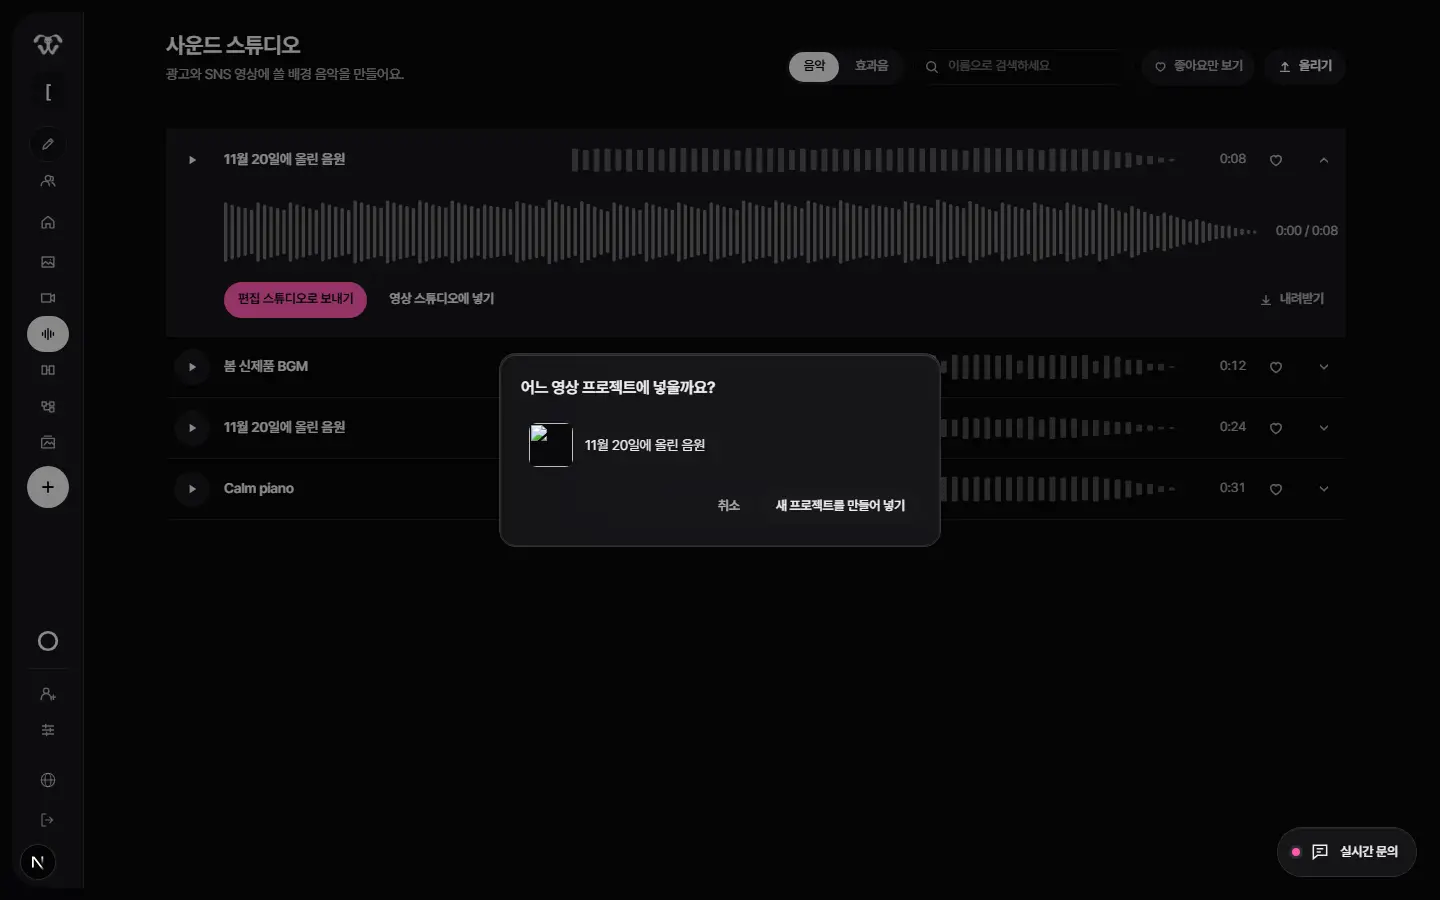 사운드 스튜디오
광고와 SNS 영상에 쓸 배경 음악을 만들어요.
음악
효과음
이름으로 검색하세요
좋아요만 보기
올리기
[
11월 20일에 올린 음원
0:08
0:00 / 0:08
편집 스튜디오로 보내기
영상 스튜디오에 넣기
내려받기
봄 신제품 BGM
0:12
11월 20일에 올린 음원
0:24
Calm piano
0:31
어느 영상 프로젝트에 넣을까요?
11월 20일에 올린 음원
취소
새 프로젝트를 만들어 넣기
N
실시간 문의